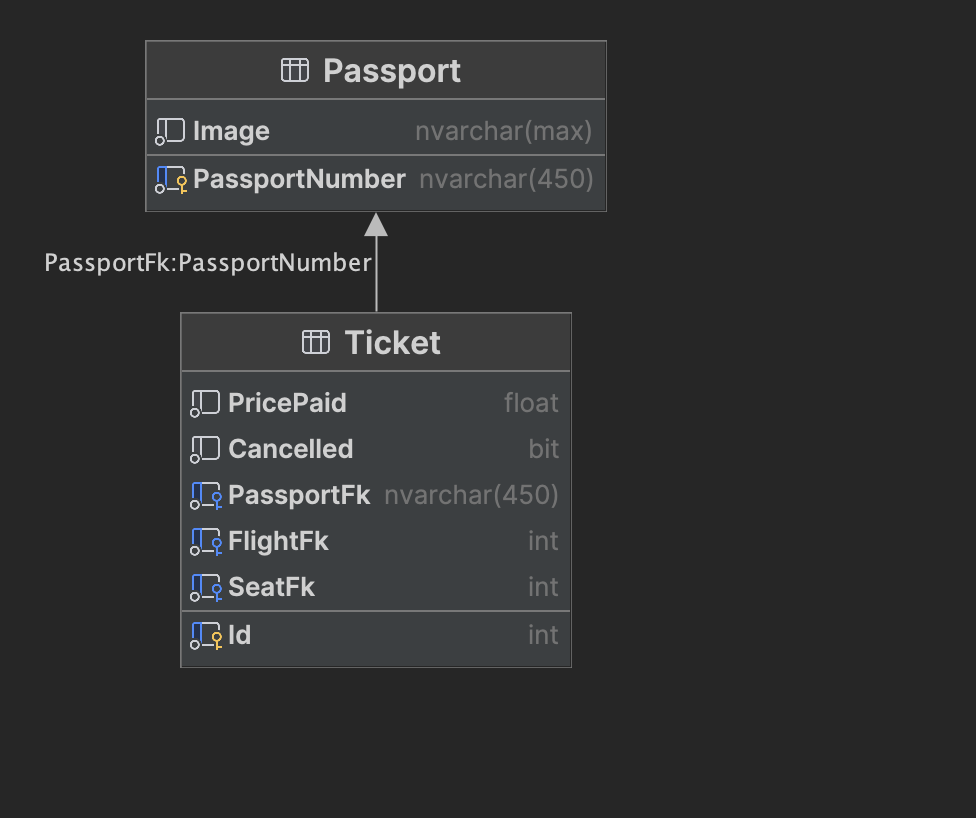 Passport
Image nvarchar(max)
PassportNumber nvarchar(450)
PassportFk:PassportNumber
Ticket
PricePaid float
Cancelled bit
PassportFk nvarchar(450)
FlightFk int
SeatFk int
Id int